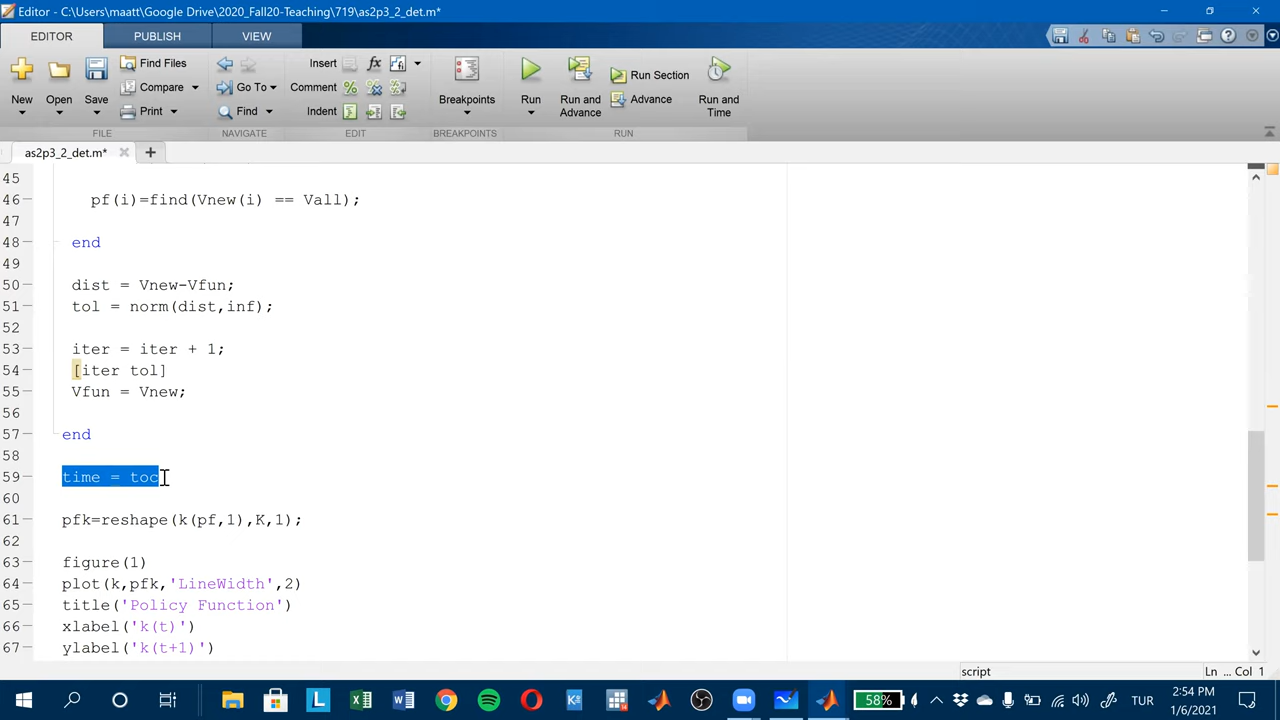 Editor - C:\Users\maatt\Google Drive\2020_Fall20-Teaching\719\as2p3_2_det.m*
EDITOR PUBLISH VIEW
New Open Save Find Files Compare Print
FILE
Go To Find
NAVIGATE
Insert fx
Comment
Indent
EDIT
Breakpoints
BREAKPOINTS
Run Run and Advance Run Section Advance Run and Time
RUN
as2p3_2_det.m*
45
46 pf(i)=find(Vnew(i) == Vall);
47
48 end
49
50 dist = Vnew-Vfun;
51 tol = norm(dist,inf);
52
53 iter = iter + 1;
54 [iter tol]
55 Vfun = Vnew;
56
57 end
58
59 time = toc
60
61 pfk=reshape(k(pf,1),K,1);
62
63 figure(1)
64 plot(k,pfk,'LineWidth',2)
65 title('Policy Function')
66 xlabel('k(t)')
67 ylabel('k(t+1)')
script Ln ... Col 1
58% TUR 2:54 PM
1/6/2021